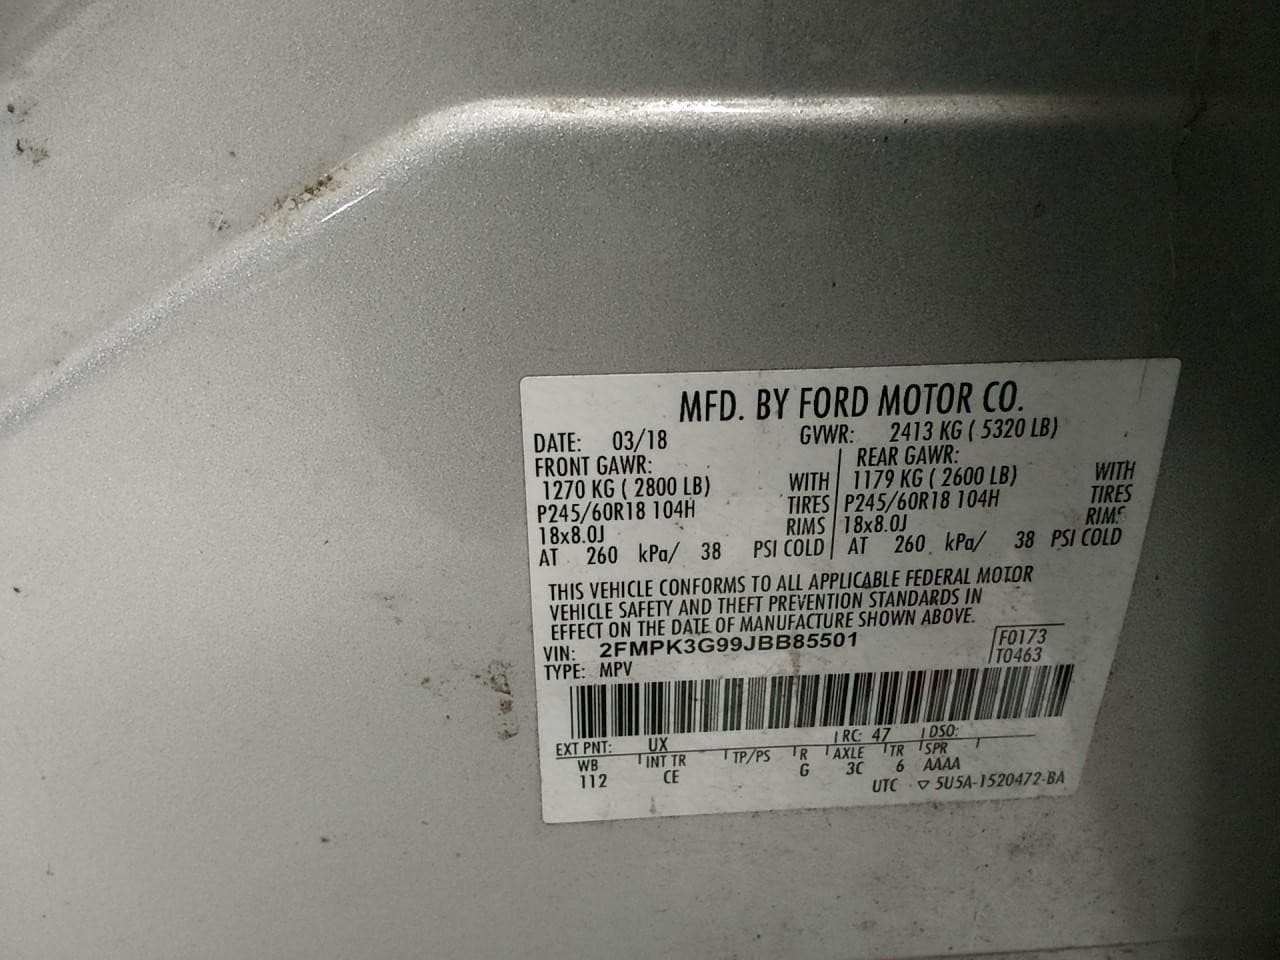 MFD. BY FORD MOTOR CO.
DATE: 03/18 GVWR: 2413 KG ( 5320 LB)
FRONT GAWR: REAR GAWR:
1270 KG ( 2800 LB) WITH 1179 KG ( 2600 LB) WITH
P245/60R18 104H TIRES P245/60R18 104H TIRES
18x8.0J RIMS 18x8.0J RIMS
AT 260 kPa/ 38 PSI COLD AT 260 kPa/ 38 PSI COLD
THIS VEHICLE CONFORMS TO ALL APPLICABLE FEDERAL MOTOR
VEHICLE SAFETY AND THEFT PREVENTION STANDARDS IN
EFFECT ON THE DATE OF MANUFACTURE SHOWN ABOVE.
VIN: 2FMPK3G99JBB85501 F0173
TYPE: MPV T0463
EXT PNT: UX RC: 47 DSO:
WB INT TR TP/PS R AXLE TR SPR
112 CE G 3C 6 AAAA
UTC ▽ 5U5A-1520472-BA